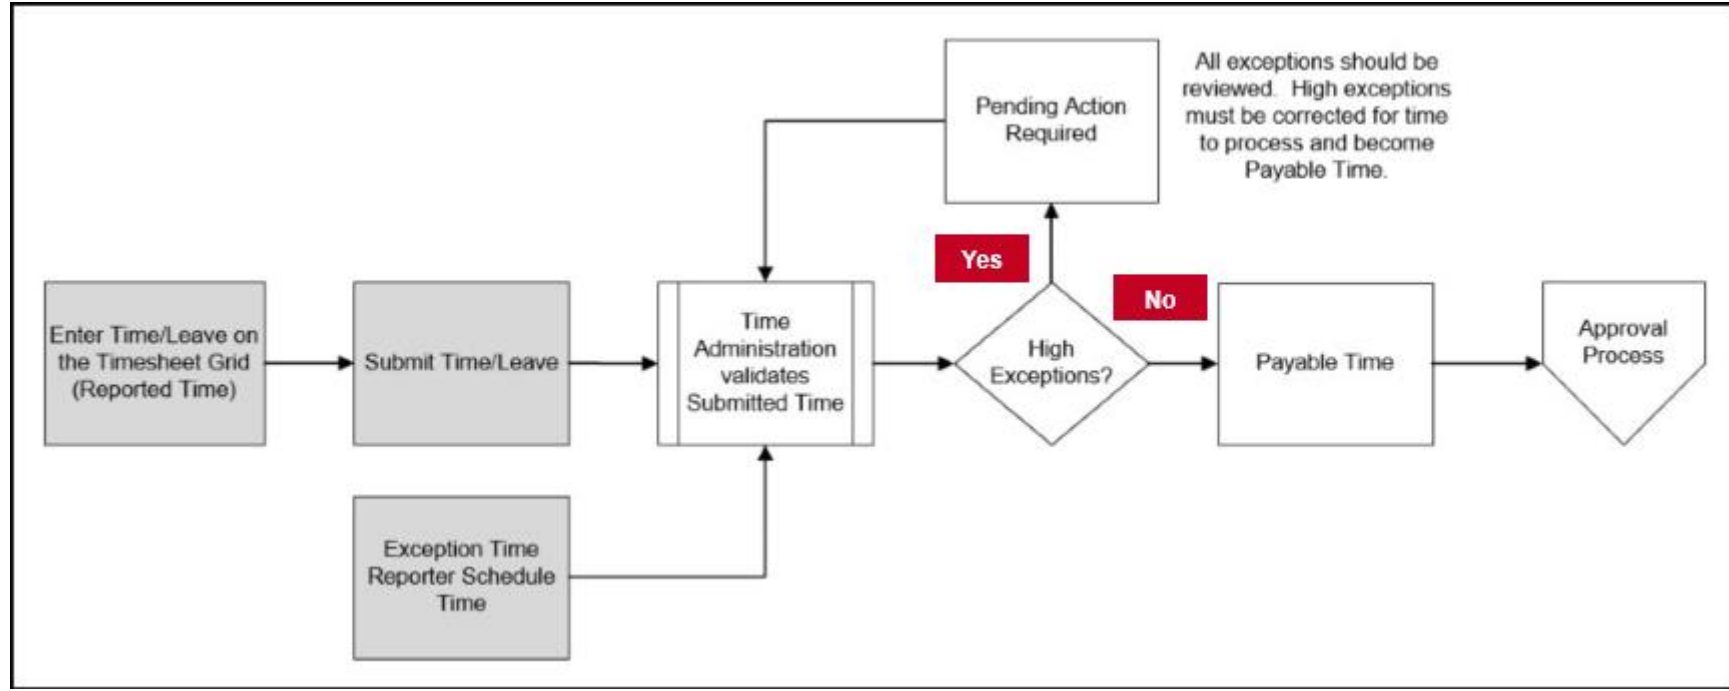 Pending Action
Required
All exceptions should be
reviewed. High exceptions
must be corrected for time
to process and become
Payable Time.
Yes
No
Enter Time/Leave on
the Timesheet Grid
(Reported Time)
Submit Time/Leave
Time
Administration
validates
Submitted Time
High
Exceptions?
Payable Time
Approval
Process
Exception Time
Reporter Schedule
Time